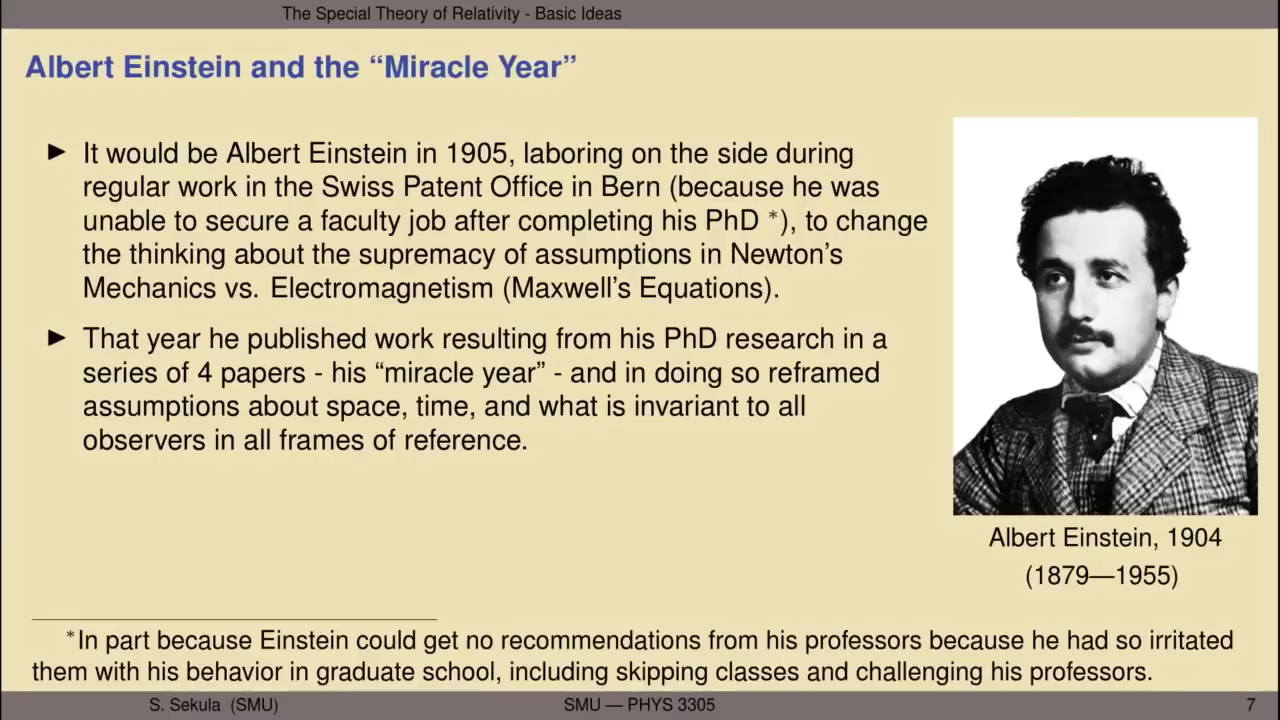 The Special Theory of Relativity - Basic Ideas
Albert Einstein and the “Miracle Year”
▶ It would be Albert Einstein in 1905, laboring on the side during
regular work in the Swiss Patent Office in Bern (because he was
unable to secure a faculty job after completing his PhD *), to change
the thinking about the supremacy of assumptions in Newton's
Mechanics vs. Electromagnetism (Maxwell's Equations).
▶ That year he published work resulting from his PhD research in a
series of 4 papers - his “miracle year” - and in doing so reframed
assumptions about space, time, and what is invariant to all
observers in all frames of reference.
Albert Einstein, 1904
(1879—1955)
*In part because Einstein could get no recommendations from his professors because he had so irritated
them with his behavior in graduate school, including skipping classes and challenging his professors.
S. Sekula (SMU) SMU — PHYS 3305 7